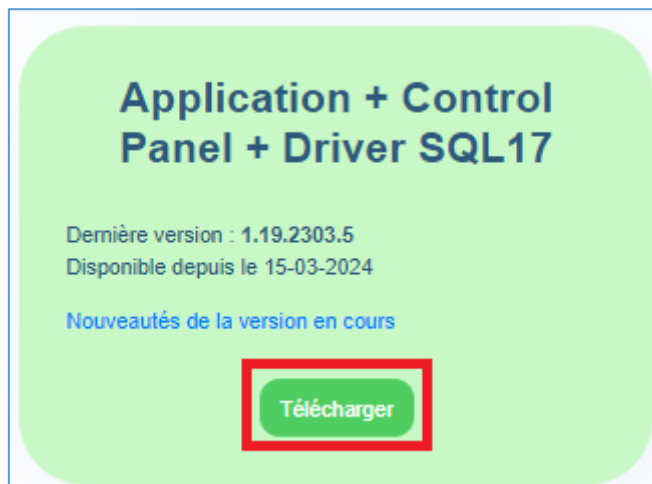 Application + Control
Panel + Driver SQL17
Dernière version : 1.19.2303.5
Disponible depuis le 15-03-2024
Nouveautés de la version en cours
Télécharger